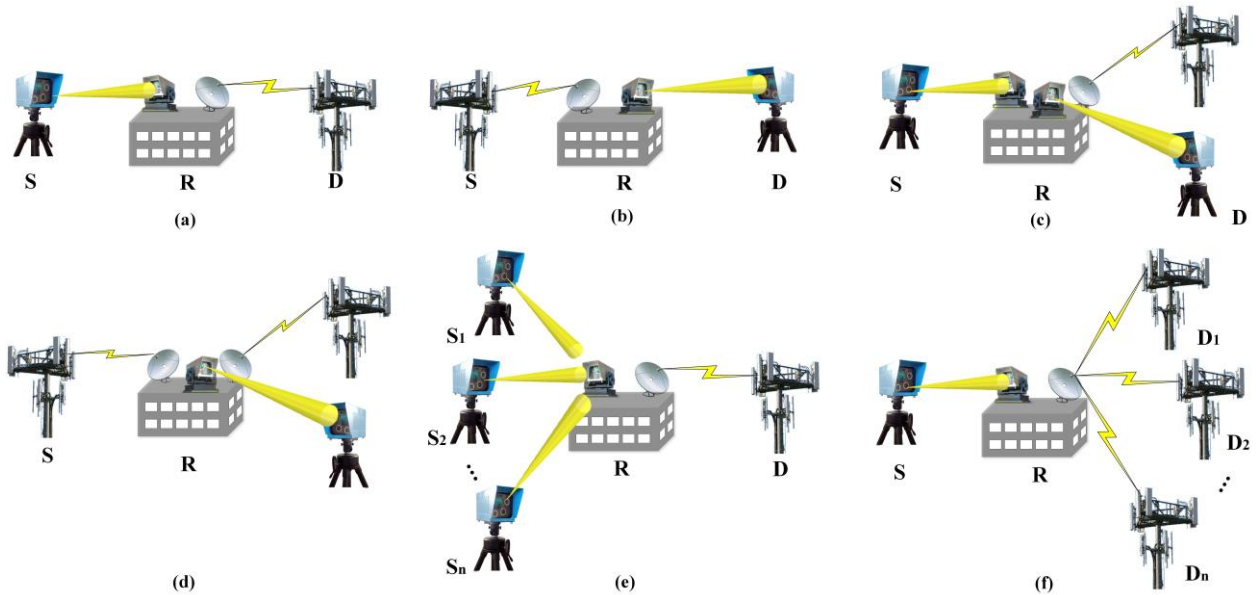 S R D
(a)
S R D
(b)
S R D
(c)
S R
(d)
S1
S2
Sn
R D
(e)
S R
D1
D2
Dn
(f)